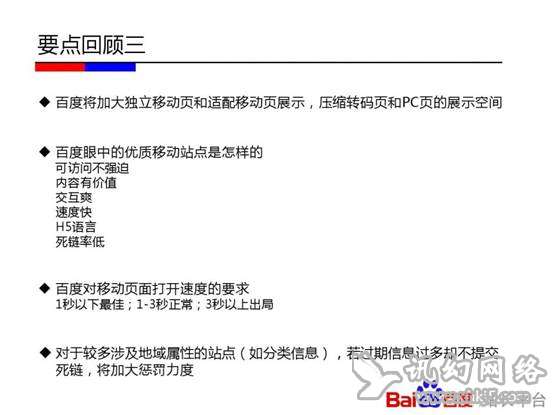 要点回顾三
◆ 百度将加大独立移动页和适配移动页展示，压缩转码页和PC页的展示空间
◆ 百度眼中的优质移动站点是怎样的
可访问不强迫
内容有价值
交互爽
速度快
H5语言
死链率低
◆ 百度对移动页面打开速度的要求
1秒以下最佳；1-3秒正常；3秒以上出局
◆ 对于较多涉及地域属性的站点（如分类信息），若过期信息过多却不提交
死链，将加大惩罚力度
讯幻网络
Bai 百度
平台